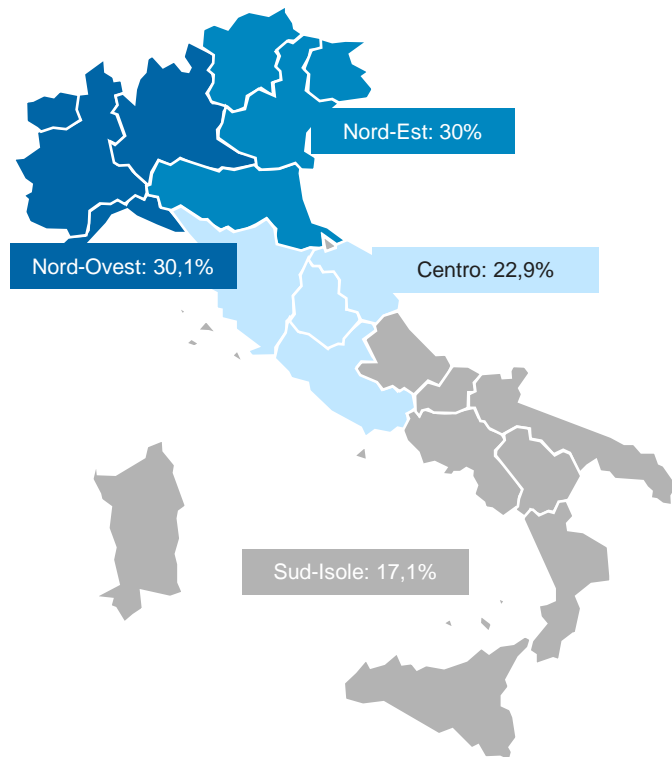 Nord-Est: 30%
Nord-Ovest: 30,1%
Centro: 22,9%
Sud-Isole: 17,1%